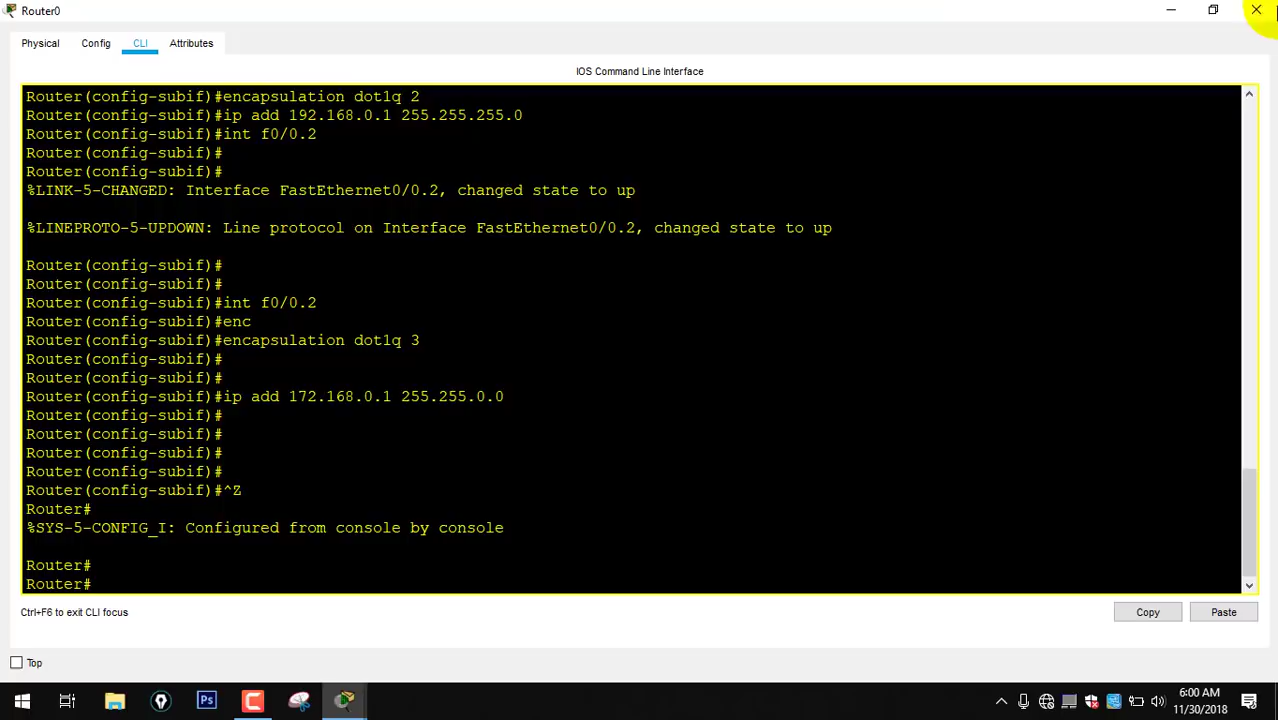 Router0
Physical Config CLI Attributes
IOS Command Line Interface
Router(config-subif)#encapsulation dot1q 2
Router(config-subif)#ip add 192.168.0.1 255.255.255.0
Router(config-subif)#int f0/0.2
Router(config-subif)#
Router(config-subif)#
%LINK-5-CHANGED: Interface FastEthernet0/0.2, changed state to up
%LINEPROTO-5-UPDOWN: Line protocol on Interface FastEthernet0/0.2, changed state to up
Router(config-subif)#
Router(config-subif)#
Router(config-subif)#int f0/0.2
Router(config-subif)#enc
Router(config-subif)#encapsulation dot1q 3
Router(config-subif)#
Router(config-subif)#
Router(config-subif)#ip add 172.168.0.1 255.255.0.0
Router(config-subif)#
Router(config-subif)#
Router(config-subif)#
Router(config-subif)#
Router(config-subif)#^Z
Router#
%SYS-5-CONFIG_I: Configured from console by console
Router#
Router#
Ctrl+F6 to exit CLI focus
Copy Paste
Top
Ps
6:00 AM
11/30/2018